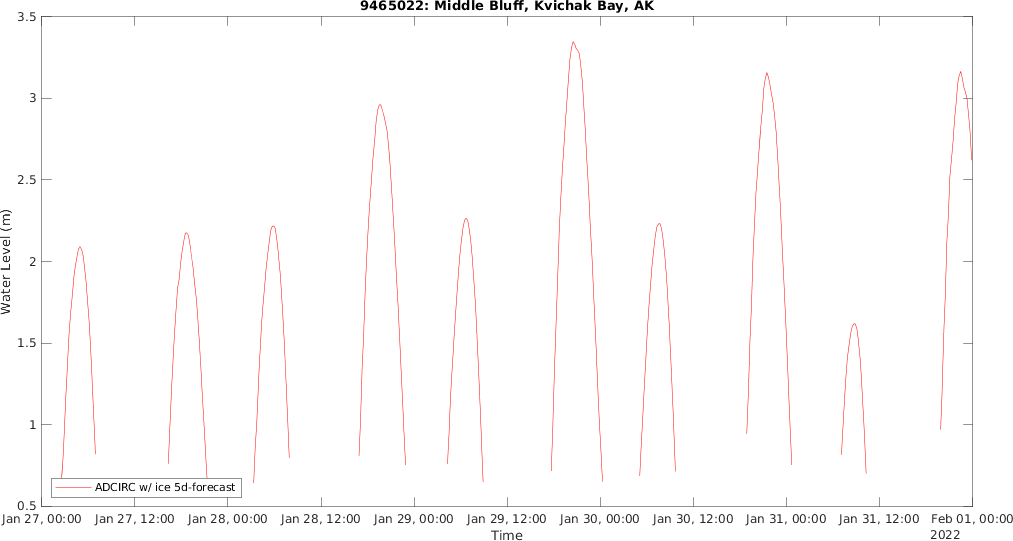 9465022: Middle Bluff, Kvichak Bay, AK
3.5
3
2.5
2
1.5
1
0.5
Water Level (m)
ADCIRC w/ ice 5d-forecast
Jan 27, 00:00 Jan 27, 12:00 Jan 28, 00:00 Jan 28, 12:00 Jan 29, 00:00 Jan 29, 12:00 Jan 30, 00:00 Jan 30, 12:00 Jan 31, 00:00 Jan 31, 12:00 Feb 01, 00:00
Time
2022